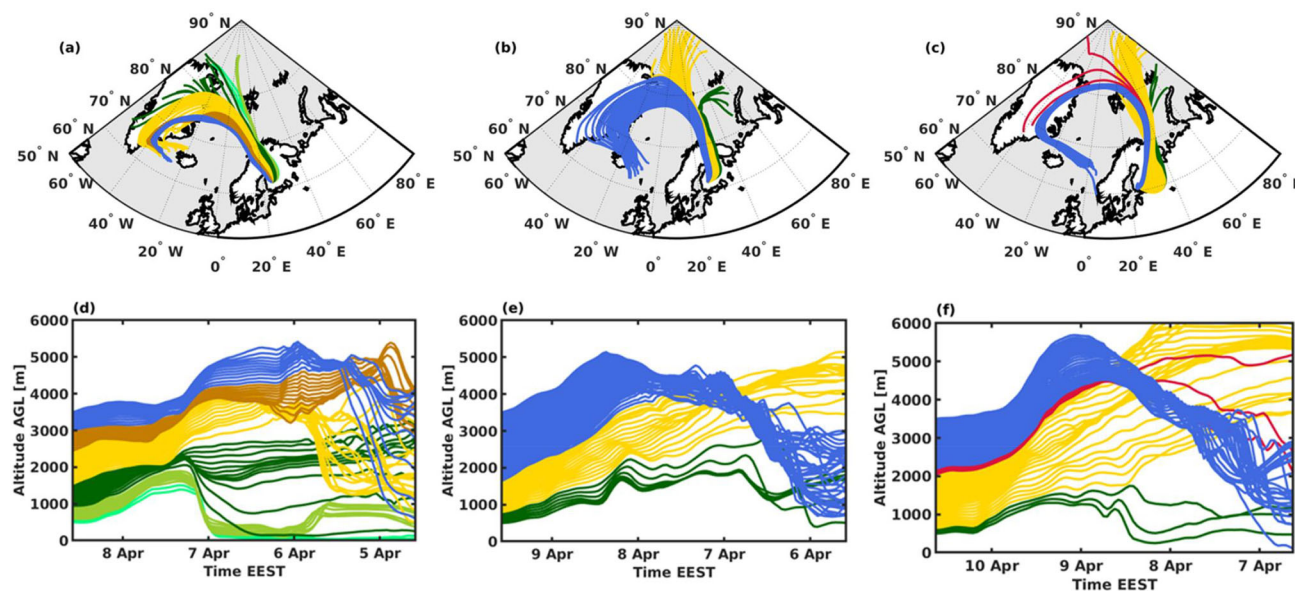 (a)
90° N
80° N
70° N
60° N
50° N
60° W
40° W
20° W
0°
20° E
40° E
60° E
80° E
(b)
90° N
80° N
70° N
60° N
50° N
60° W
40° W
20° W
0°
20° E
40° E
60° E
80° E
(c)
90° N
80° N
70° N
60° N
50° N
60° W
40° W
20° W
0°
20° E
40° E
60° E
80° E
(d)
Altitude AGL [m]
6000
5000
4000
3000
2000
1000
0
8 Apr 7 Apr 6 Apr 5 Apr
Time EEST
(e)
Altitude AGL [m]
6000
5000
4000
3000
2000
1000
0
9 Apr 8 Apr 7 Apr 6 Apr
Time EEST
(f)
Altitude AGL [m]
6000
5000
4000
3000
2000
1000
0
10 Apr 9 Apr 8 Apr 7 Apr
Time EEST